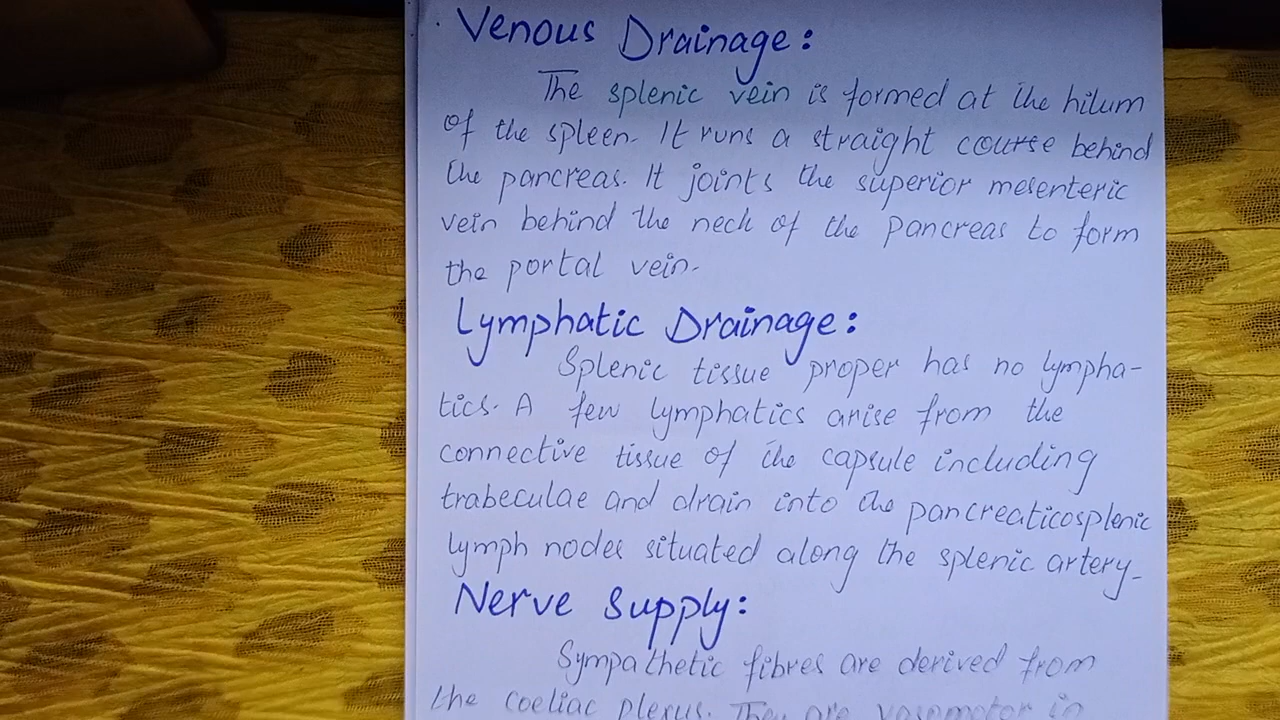 Venous Drainage:
The splenic vein is formed at the hilum
of the spleen. It runs a straight course behind
the pancreas. It joints the superior mesenteric
vein behind the neck of the pancreas to form
the portal vein.
Lymphatic Drainage:
Splenic tissue proper has no lympha-
tics. A few lymphatics arise from the
connective tissue of the capsule including
trabeculae and drain into the pancreaticosplenic
lymph nodes situated along the splenic artery.
Nerve Supply:
Sympathetic fibres are derived from
the coeliac plexus. They are vasomotor in